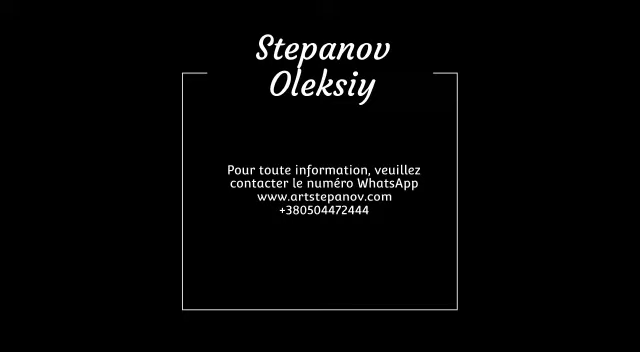 Stepanov
Oleksiy
Pour toute information, veuillez
contacter le numéro WhatsApp
www.artstepanov.com
+380504472444